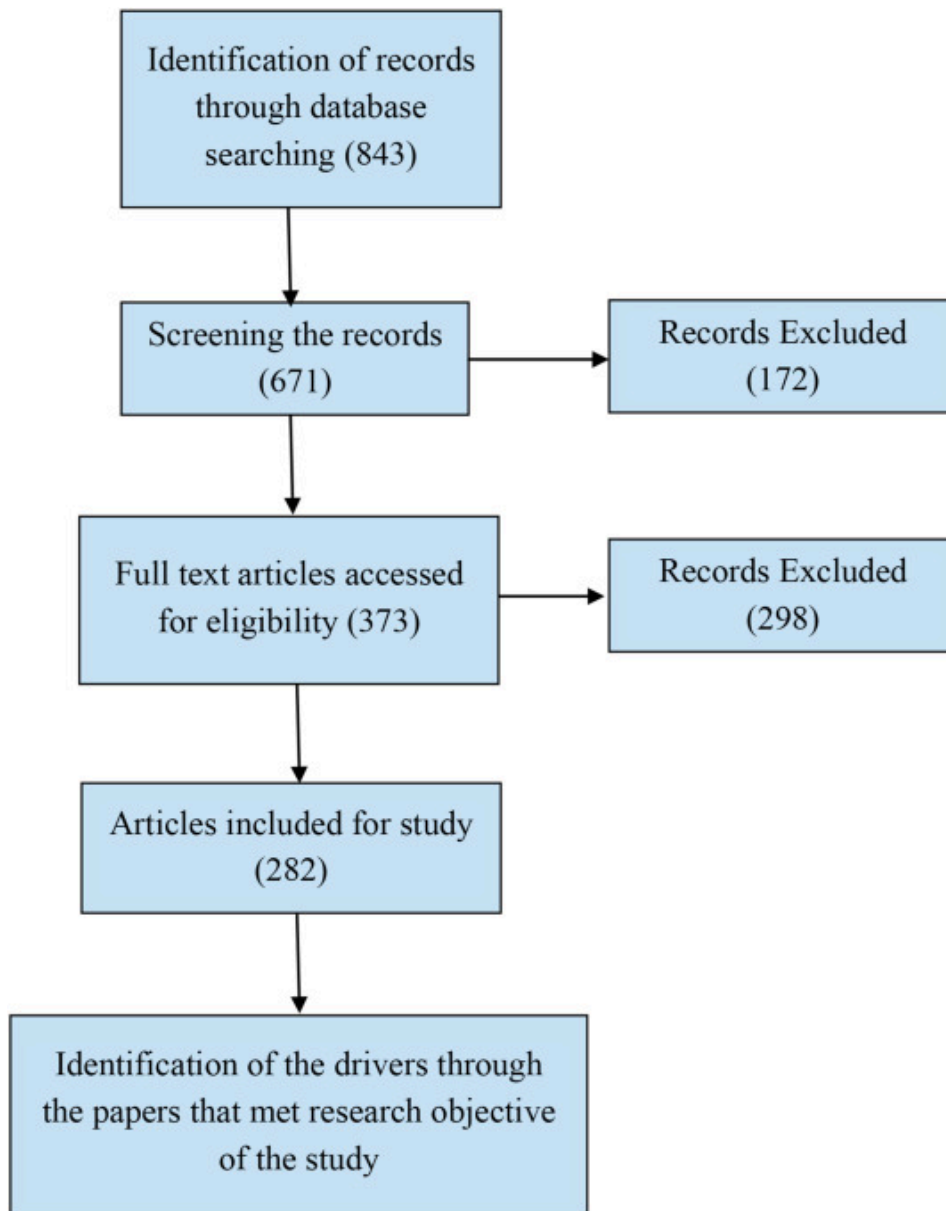 Identification of records
through database
searching (843)
Screening the records
(671)
Records Excluded
(172)
Full text articles accessed
for eligibility (373)
Records Excluded
(298)
Articles included for study
(282)
Identification of the drivers through
the papers that met research objective
of the study